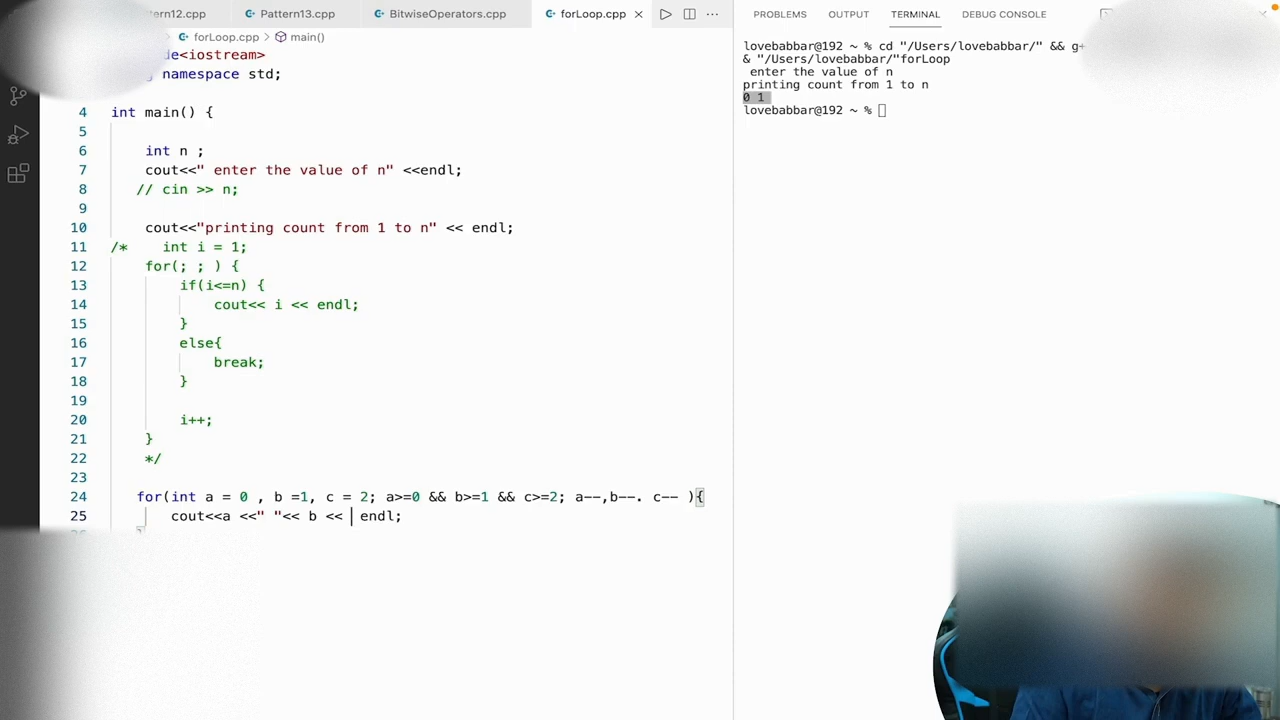 tern12.cpp Pattern13.cpp BitwiseOperators.cpp forLoop.cpp
forLoop.cpp > main()
<iostream>
namespace std;
4 int main() {
5
6 int n ;
7 cout<<" enter the value of n" <<endl;
8 // cin >> n;
9
10 cout<<"printing count from 1 to n" << endl;
11 /* int i = 1;
12 for(; ; ) {
13 if(i<=n) {
14 cout<< i << endl;
15 }
16 else{
17 break;
18 }
19
20 i++;
21 }
22 */
23
24 for(int a = 0 , b =1, c = 2; a>=0 && b>=1 && c>=2; a--,b--. c-- ){
25 cout<<a <<" "<< b << endl;
PROBLEMS OUTPUT TERMINAL DEBUG CONSOLE
lovebabbar@192 ~ % cd "/Users/lovebabbar/" && g+
& "/Users/lovebabbar/"forLoop
enter the value of n
printing count from 1 to n
0 1
lovebabbar@192 ~ %